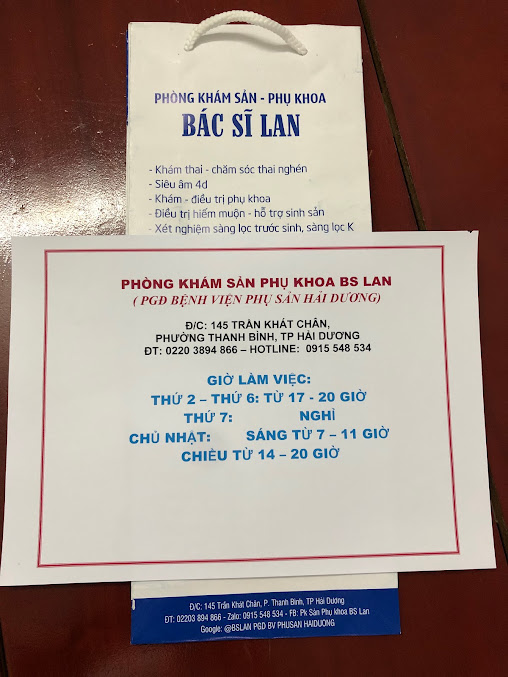 PHÒNG KHÁM SẢN - PHỤ KHOA
BÁC SĨ LAN
- Khám thai - chăm sóc thai nghén
- Siêu âm 4d
- Khám - điều trị phụ khoa
- Điều trị hiếm muộn - hỗ trợ sinh sản
- Xét nghiệm sàng lọc trước sinh, sàng lọc K
PHÒNG KHÁM SẢN PHỤ KHOA BS LAN
( PGĐ BỆNH VIỆN PHỤ SẢN HẢI DƯƠNG)
Đ/C: 145 TRẦN KHÁT CHÂN,
PHƯỜNG THANH BÌNH, TP HẢI DƯƠNG
ĐT: 0220 3894 866 – HOTLINE: 0915 548 534
GIỜ LÀM VIỆC:
THỨ 2 – THỨ 6: TỪ 17 - 20 GIỜ
THỨ 7: NGHỈ
CHỦ NHẬT: SÁNG TỪ 7 – 11 GIỜ
CHIỀU TỪ 14 – 20 GIỜ
Đ/C: 145 Trần Khát Chân, P. Thanh Bình, TP Hải Dương
ĐT: 02203 894 866 - Zalo: 0915 548 534 - FB: Pk Sản Phụ khoa BS Lan
Google: @BSLAN PGD BV PHUSAN HAIDUONG